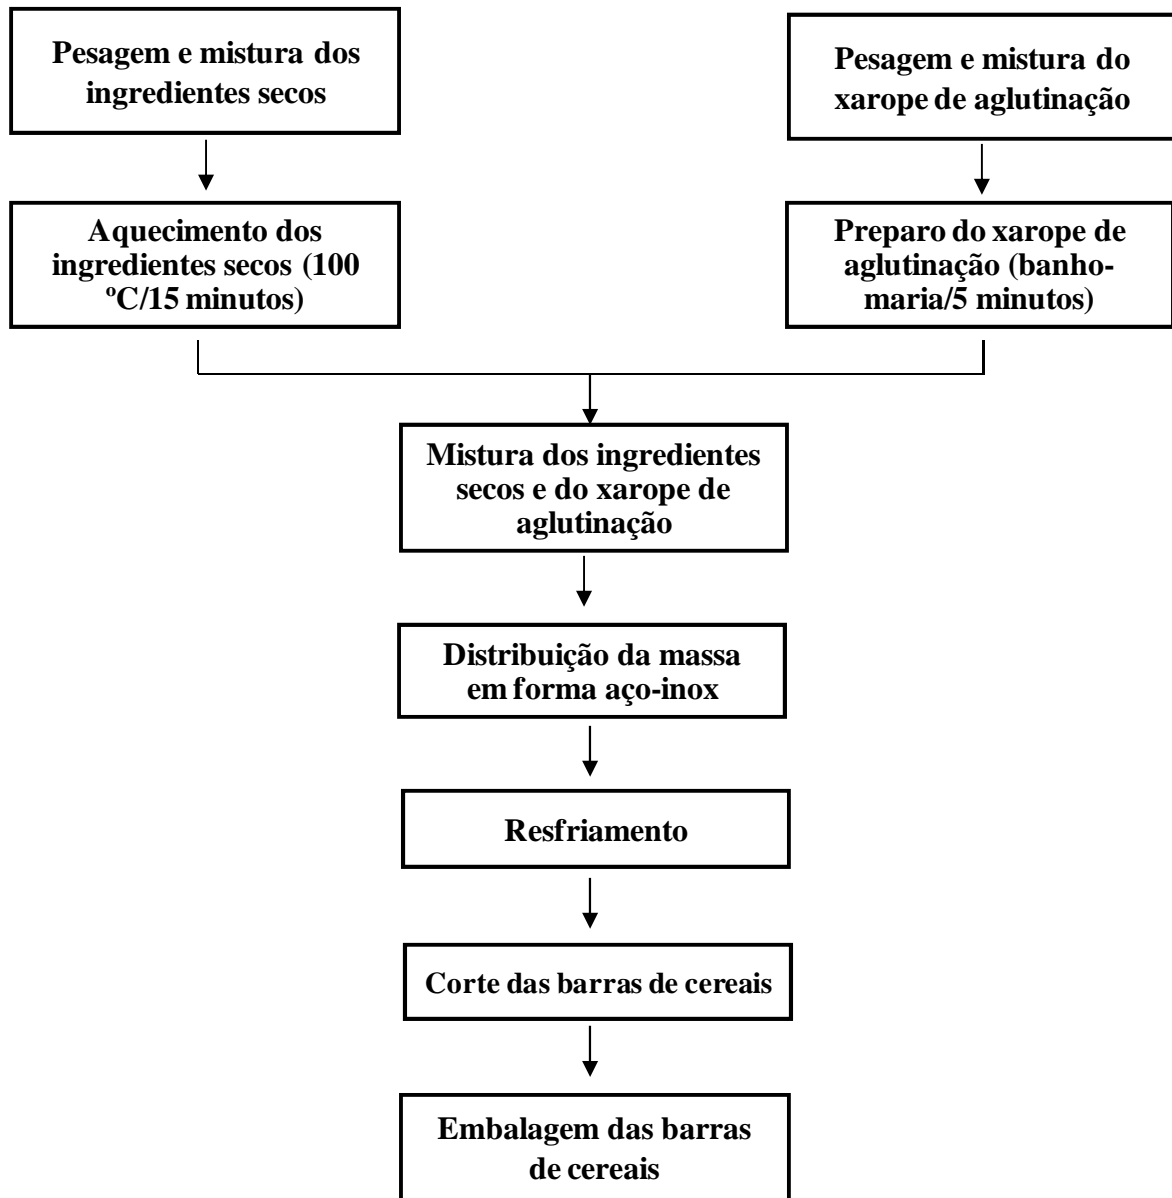 Pesagem e mistura dos
ingredientes secos
Pesagem e mistura do
xarope de aglutinação
Aquecimento dos
ingredientes secos (100
ºC/15 minutos)
Preparo do xarope de
aglutinação (banho-
maria/5 minutos)
Mistura dos ingredientes
secos e do xarope de
aglutinação
Distribuição da massa
em forma aço-inox
Resfriamento
Corte das barras de cereais
Embalagem das barras
de cereais